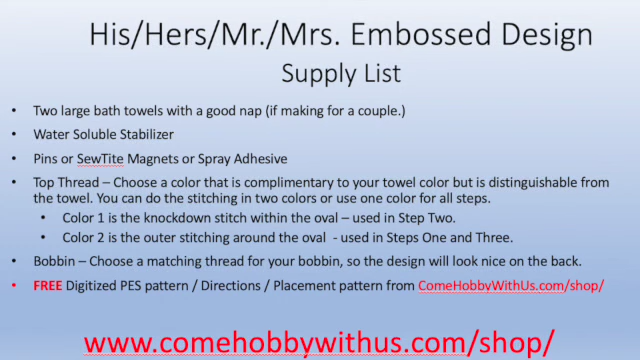 His/Hers/Mr./Mrs. Embossed Design
Supply List
• Two large bath towels with a good nap (if making for a couple.)
• Water Soluble Stabilizer
• Pins or SewTite Magnets or Spray Adhesive
• Top Thread – Choose a color that is complimentary to your towel color but is distinguishable from
the towel. You can do the stitching in two colors or use one color for all steps.
• Color 1 is the knockdown stitch within the oval – used in Step Two.
• Color 2 is the outer stitching around the oval - used in Steps One and Three.
• Bobbin – Choose a matching thread for your bobbin, so the design will look nice on the back.
• FREE Digitized PES pattern / Directions / Placement pattern from ComeHobbyWithUs.com/shop/
www.comehobbywithus.com/shop/